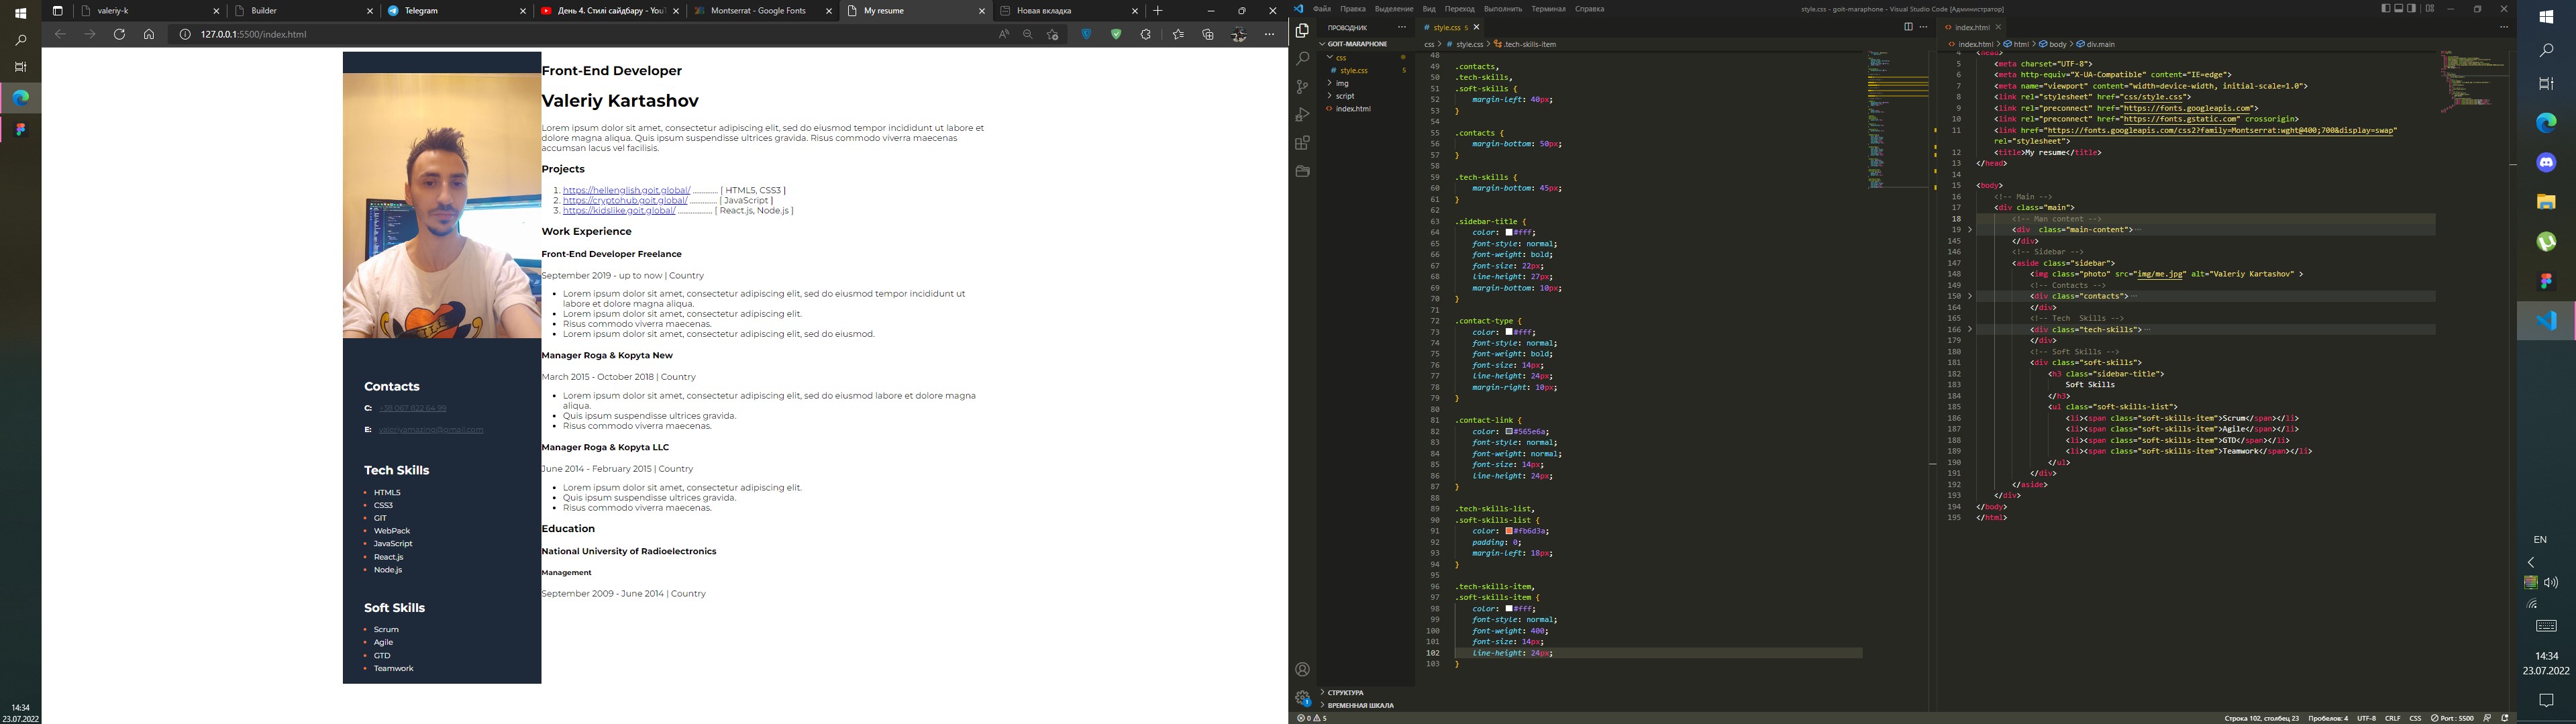 valeriy-k
Builder
Telegram
День 4. Стилі сайдбару - YouT
Montserrat - Google Fonts
My resume
Новая вкладка
127.0.0.1:5500/index.html
Front-End Developer
Valeriy Kartashov
Lorem ipsum dolor sit amet, consectetur adipiscing elit, sed do eiusmod tempor incididunt ut labore et
dolore magna aliqua. Quis ipsum suspendisse ultrices gravida. Risus commodo viverra maecenas
accumsan lacus vel facilisis.
Projects
1. https://hellenglish.goit.global/ ............. [ HTML5, CSS3 ]
2. https://cryptohub.goit.global/ ............... [ JavaScript ]
3. https://kidslike.goit.global/ .................. [ React.js, Node.js ]
Work Experience
Front-End Developer Freelance
September 2019 - up to now | Country
Lorem ipsum dolor sit amet, consectetur adipiscing elit, sed do eiusmod tempor incididunt ut
labore et dolore magna aliqua.
Lorem ipsum dolor sit amet, consectetur adipiscing elit.
Risus commodo viverra maecenas.
Lorem ipsum dolor sit amet, consectetur adipiscing elit, sed do eiusmod.
Manager Roga & Kopyta New
March 2015 - October 2018 | Country
Lorem ipsum dolor sit amet, consectetur adipiscing elit, sed do eiusmod labore et dolore magna
aliqua.
Quis ipsum suspendisse ultrices gravida.
Risus commodo viverra maecenas.
Manager Roga & Kopyta LLC
June 2014 - February 2015 | Country
Lorem ipsum dolor sit amet, consectetur adipiscing elit.
Quis ipsum suspendisse ultrices gravida.
Risus commodo viverra maecenas.
Education
National University of Radioelectronics
Management
September 2009 - June 2014 | Country
Contacts
C: +38 067 822 64 99
E: valeriyamazing@gmail.com
Tech Skills
HTML5
CSS3
GIT
WebPack
JavaScript
React.js
Node.js
Soft Skills
Scrum
Agile
GTD
Teamwork
14:34
23.07.2022
Файл Правка Выделение Вид Переход Выполнить Терминал Справка
style.css - goit-maraphone - Visual Studio Code [Администратор]
ПРОВОДНИК
GOIT-MARAPHONE
css
# style.css 5
img
script
index.html
СТРУКТУРА
ВРЕМЕННАЯ ШКАЛА
# style.css 5
css > # style.css > .tech-skills-item
48
49 .contacts,
50 .tech-skills,
51 .soft-skills {
52 margin-left: 40px;
53 }
54
55 .contacts {
56 margin-bottom: 50px;
57 }
58
59 .tech-skills {
60 margin-bottom: 45px;
61 }
62
63 .sidebar-title {
64 color: #fff;
65 font-style: normal;
66 font-weight: bold;
67 font-size: 22px;
68 line-height: 27px;
69 margin-bottom: 10px;
70 }
71
72 .contact-type {
73 color: #fff;
74 font-style: normal;
75 font-weight: bold;
76 font-size: 14px;
77 line-height: 24px;
78 margin-right: 10px;
79 }
80
81 .contact-link {
82 color: #565e6a;
83 font-style: normal;
84 font-weight: normal;
85 font-size: 14px;
86 line-height: 24px;
87 }
88
89 .tech-skills-list,
90 .soft-skills-list {
91 color: #fb6d3a;
92 padding: 0;
93 margin-left: 18px;
94 }
95
96 .tech-skills-item,
97 .soft-skills-item {
98 color: #fff;
99 font-style: normal;
100 font-weight: 400;
101 font-size: 14px;
102 line-height: 24px;
103 }
index.html
index.html > html > body > div.main
4 <head>
5 <meta charset="UTF-8">
6 <meta http-equiv="X-UA-Compatible" content="IE=edge">
7 <meta name="viewport" content="width=device-width, initial-scale=1.0">
8 <link rel="stylesheet" href="css/style.css">
9 <link rel="preconnect" href="https://fonts.googleapis.com">
10 <link rel="preconnect" href="https://fonts.gstatic.com" crossorigin>
11 <link href="https://fonts.googleapis.com/css2?family=Montserrat:wght@400;700&display=swap"
rel="stylesheet">
12 <title>My resume</title>
13 </head>
14
15 <body>
16 <!-- Main -->
17 <div class="main">
18 <!-- Man content -->
19 <div  class="main-content">⋯
145 </div>
146 <!-- Sidebar -->
147 <aside class="sidebar">
148 <img class="photo" src="img/me.jpg" alt="Valeriy Kartashov" >
149 <!-- Contacts -->
150 <div class="contacts">⋯
164 </div>
165 <!-- Tech  Skills -->
166 <div class="tech-skills">⋯
179 </div>
180 <!-- Soft Skills -->
181 <div class="soft-skills">
182 <h3 class="sidebar-title">
183 Soft Skills
184 </h3>
185 <ul class="soft-skills-list">
186 <li><span class="soft-skills-item">Scrum</span></li>
187 <li><span class="soft-skills-item">Agile</span></li>
188 <li><span class="soft-skills-item">GTD</span></li>
189 <li><span class="soft-skills-item">Teamwork</span></li>
190 </ul>
191 </div>
192 </aside>
193 </div>
194 </body>
195 </html>
0 5
Строка 102, столбец 23 Пробелов: 4 UTF-8 CRLF CSS Port : 5500
EN
14:34
23.07.2022